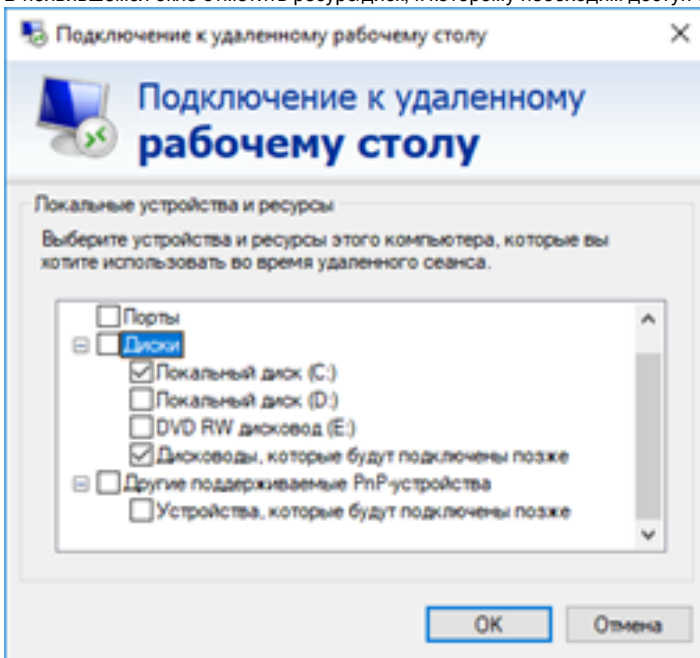 Подключение к удаленному рабочему столу
Подключение к удаленному
рабочему столу
Локальные устройства и ресурсы
Выберите устройства и ресурсы этого компьютера, которые вы
хотите использовать во время удаленного сеанса.
Порты
Диски
Локальный диск (C:)
Локальный диск (D:)
DVD RW дисковод (E:)
Дисководы, которые будут подключены позже
Другие поддерживаемые PnP-устройства
Устройства, которые будут подключены позже
OK
Отмена